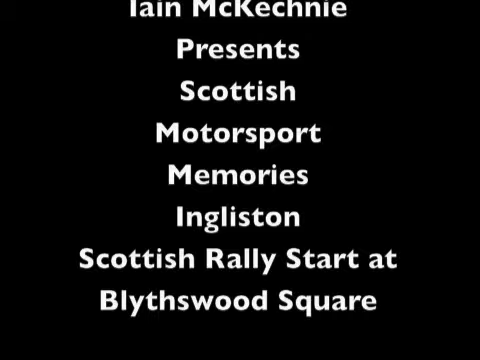 Iain McKechnie
Presents
Scottish
Motorsport
Memories
Ingliston
Scottish Rally Start at
Blythswood Square